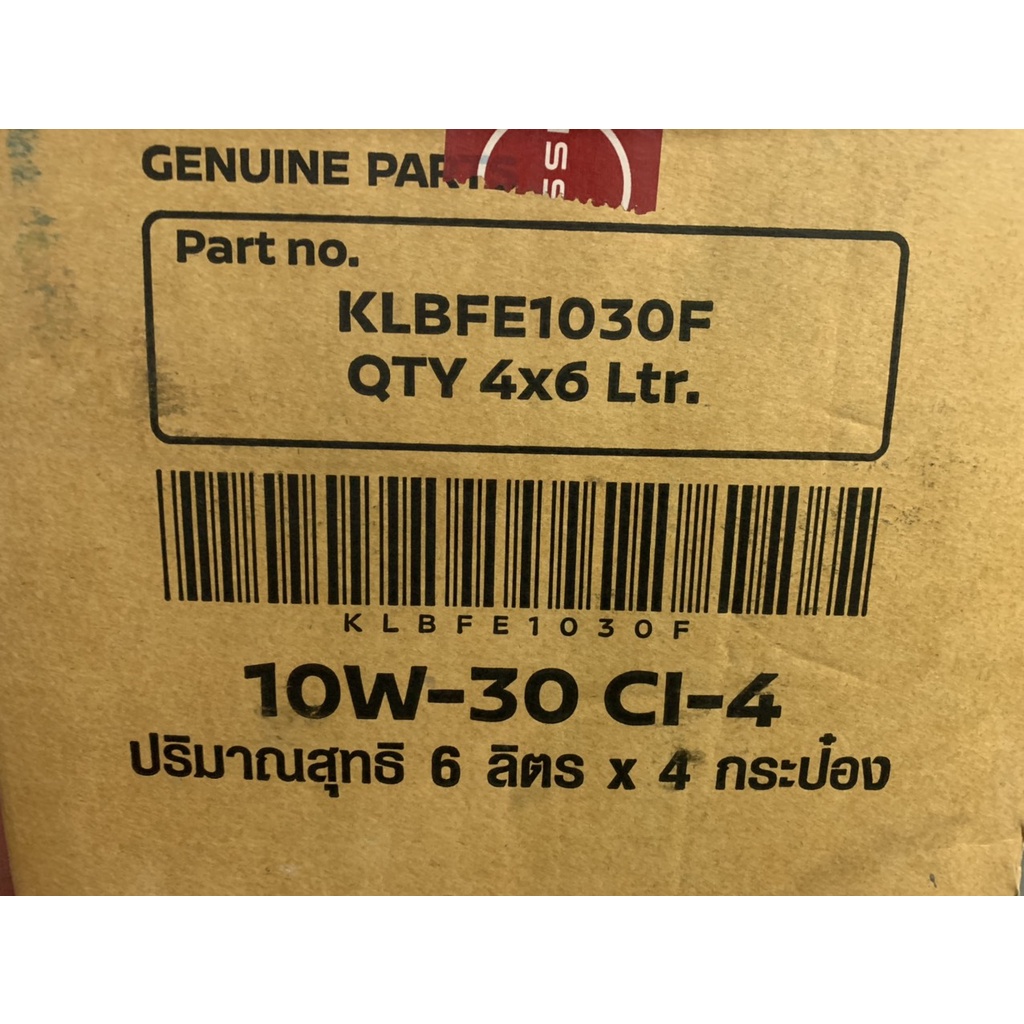 GENUINE PARTS
Part no.
KLBFE1030F
QTY 4x6 Ltr.
KLBFE1030F
10W-30 CI-4
ปริมาณสุทธิ 6 ลิตร x 4 กระป๋อง